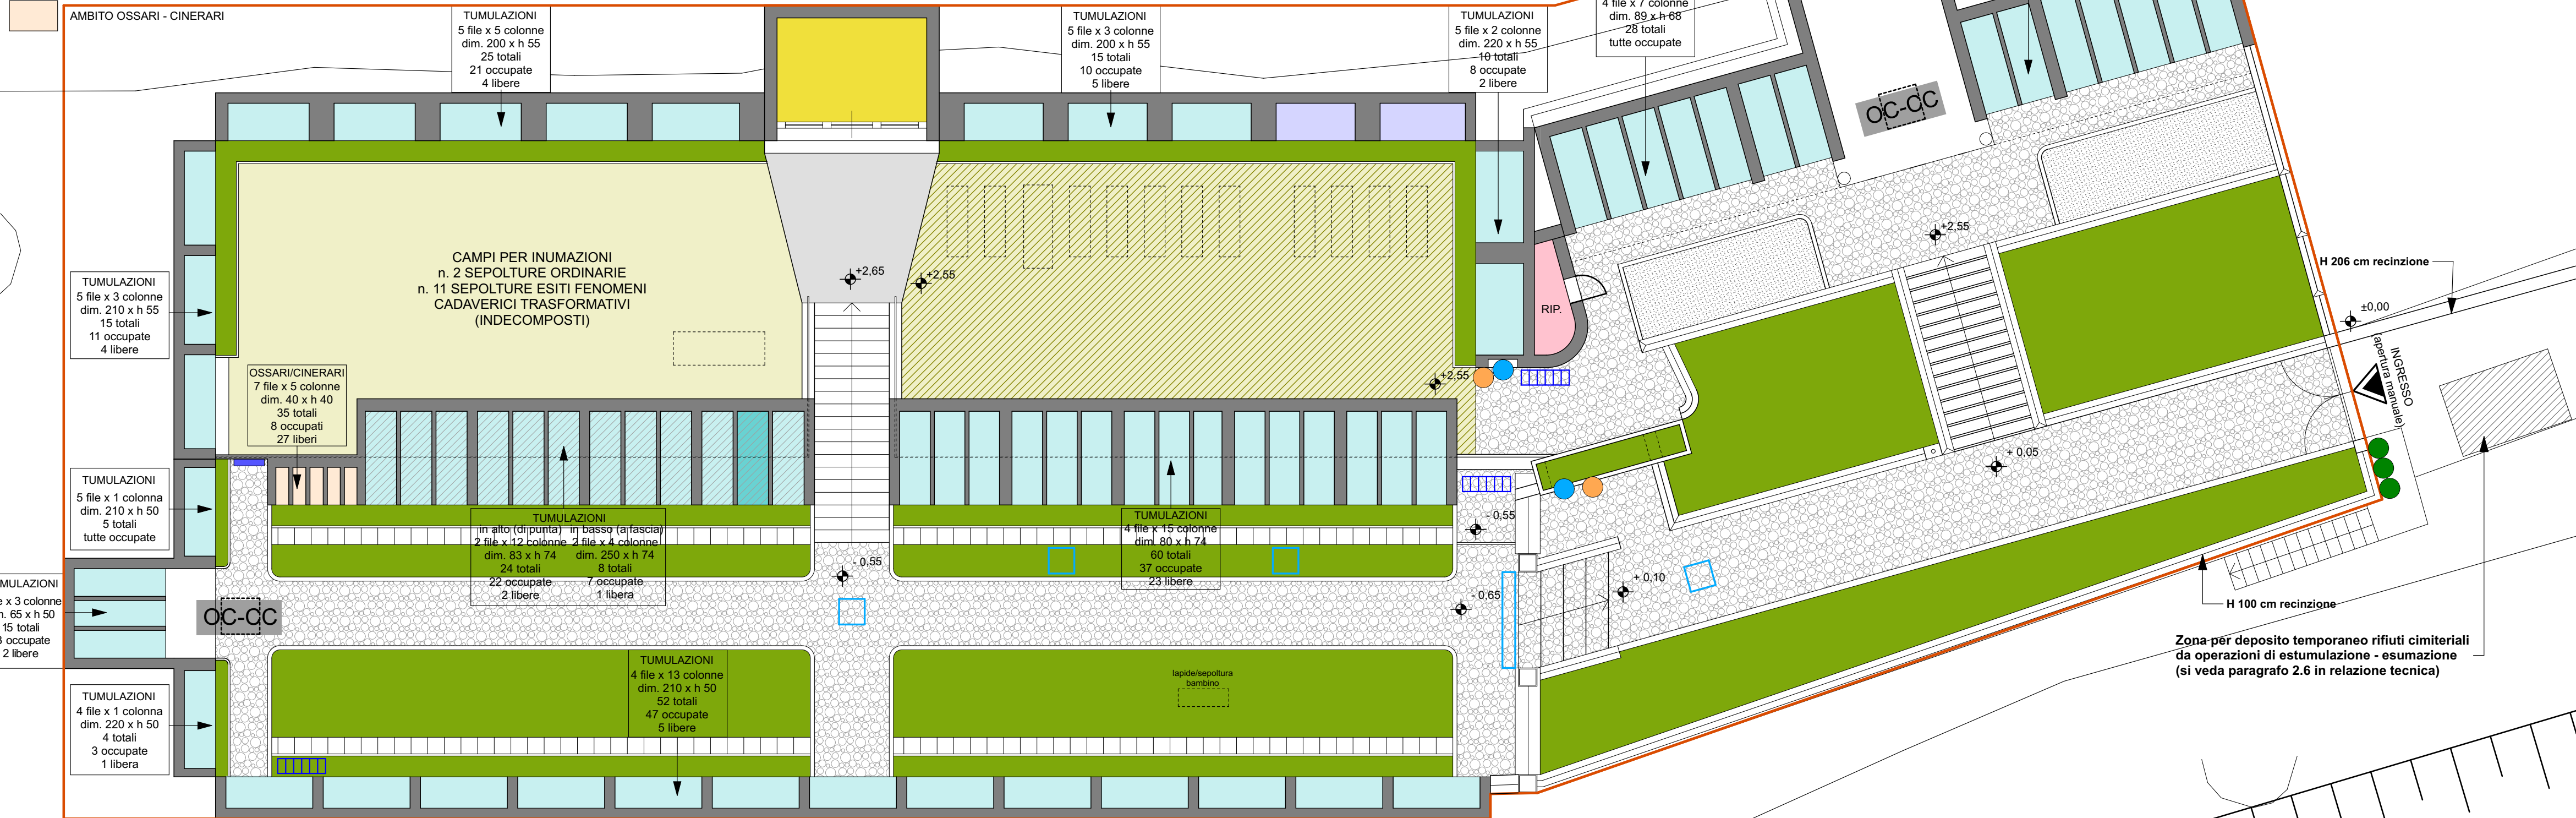 AMBITO OSSARI - CINERARI
TUMULAZIONI
5 file x 5 colonne
dim. 200 x h 55
25 totali
21 occupate
4 libere
TUMULAZIONI
5 file x 3 colonne
dim. 200 x h 55
15 totali
10 occupate
5 libere
TUMULAZIONI
5 file x 2 colonne
dim. 220 x h 55
10 totali
8 occupate
2 libere
4 file x 7 colonne
dim. 89 x h 68
28 totali
tutte occupate
OC-CC
CAMPI PER INUMAZIONI
n. 2 SEPOLTURE ORDINARIE
n. 11 SEPOLTURE ESITI FENOMENI
CADAVERICI TRASFORMATIVI
(INDECOMPOSTI)
+2,65
+2,55
+2,55
+2,55
RIP.
H 206 cm recinzione
±0,00
INGRESSO
(apertura manuale)
TUMULAZIONI
5 file x 3 colonne
dim. 210 x h 55
15 totali
11 occupate
4 libere
OSSARI/CINERARI
7 file x 5 colonne
dim. 40 x h 40
35 totali
8 occupati
27 liberi
TUMULAZIONI
5 file x 1 colonna
dim. 210 x h 50
5 totali
tutte occupate
TUMULAZIONI
in alto (di punta) in basso (a fascia)
2 file x 12 colonne 2 file x 4 colonne
dim. 83 x h 74 dim. 250 x h 74
24 totali 8 totali
22 occupate 7 occupate
2 libere 1 libera
TUMULAZIONI
4 file x 15 colonne
dim. 80 x h 74
60 totali
37 occupate
23 libere
+ 0.05
- 0,55
- 0,55
- 0,65
+ 0.10
MULAZIONI
x 3 colonne
. 65 x h 50
15 totali
occupate
2 libere
OC-CC
H 100 cm recinzione
Zona per deposito temporaneo rifiuti cimiteriali
da operazioni di estumulazione - esumazione
(si veda paragrafo 2.6 in relazione tecnica)
TUMULAZIONI
4 file x 1 colonna
dim. 220 x h 50
4 totali
3 occupate
1 libera
TUMULAZIONI
4 file x 13 colonne
dim. 210 x h 50
52 totali
47 occupate
5 libere
lapide/sepoltura
bambino